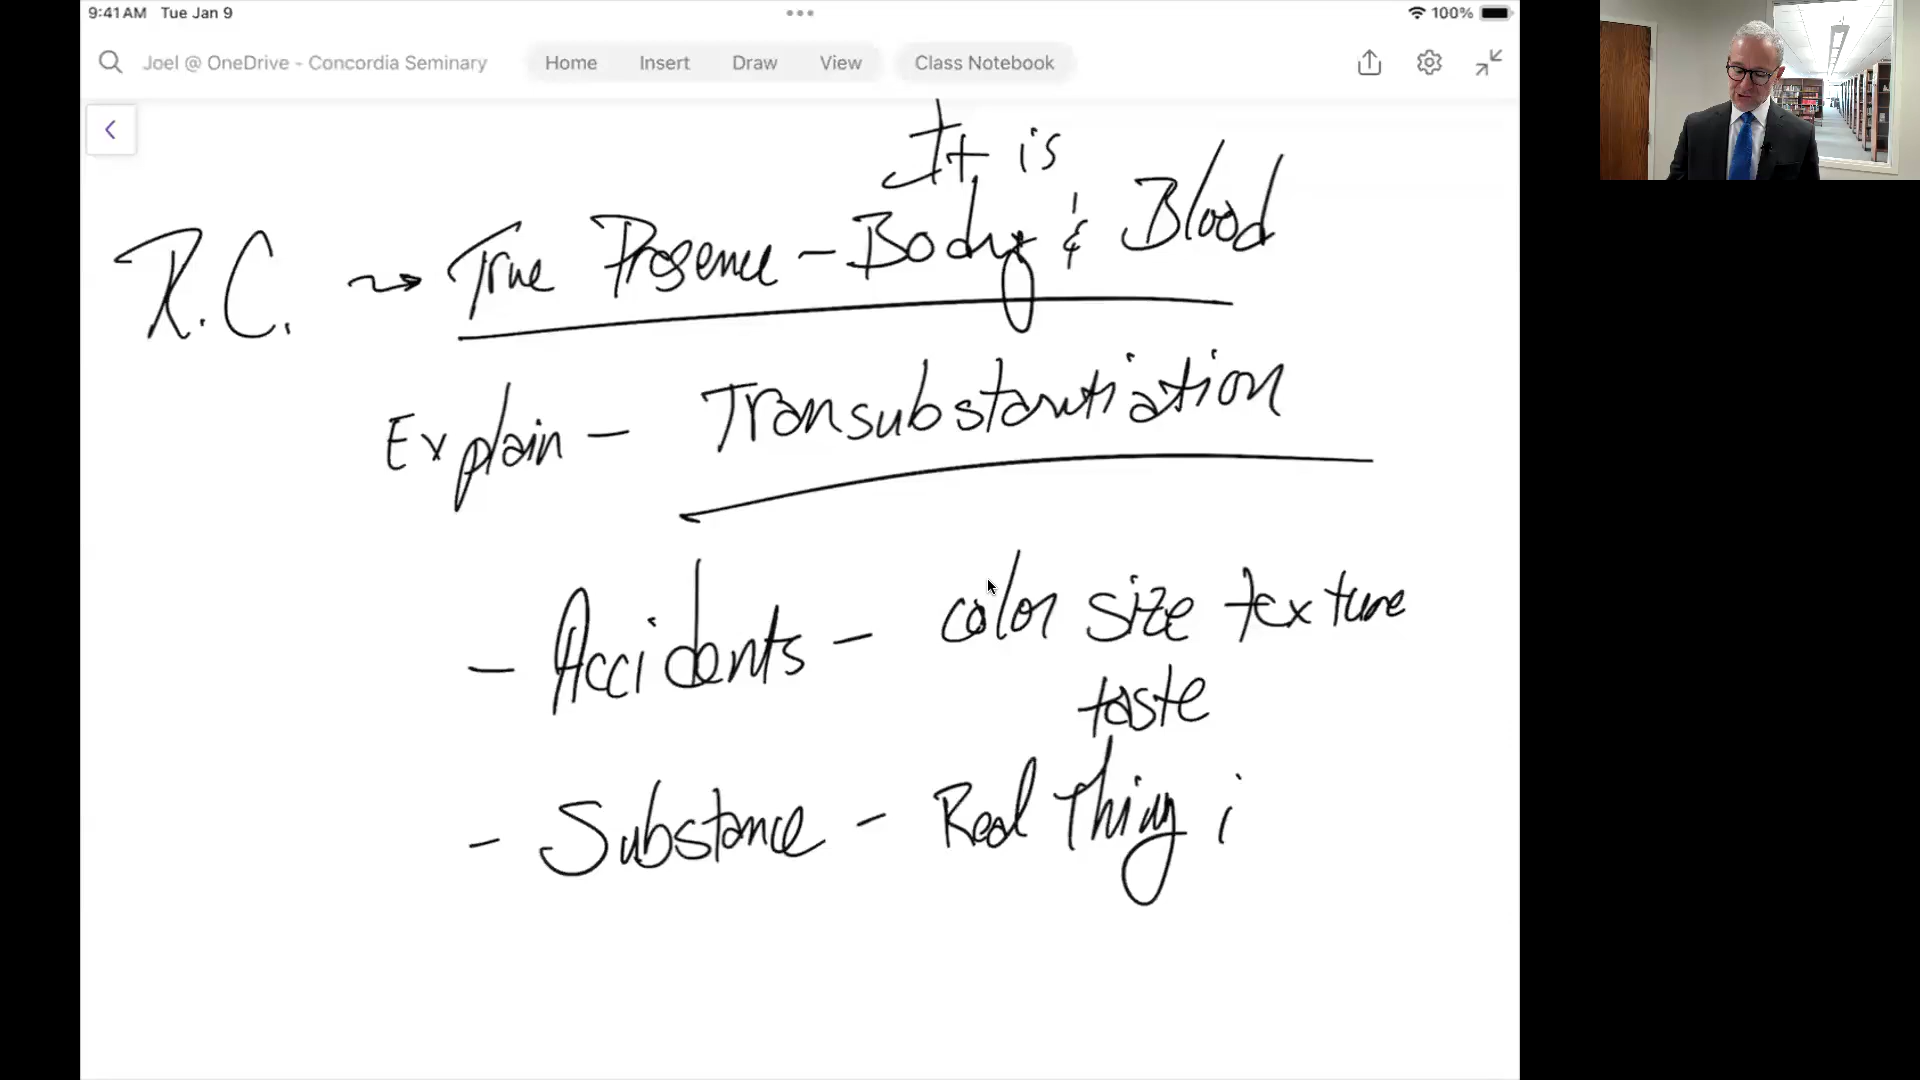 9:41 AM Tue Jan 9
100%
Joel @ OneDrive - Concordia Seminary
Home Insert Draw View Class Notebook
It is
R.C. → True Presence - Body & Blood
Explain - Transubstantiation
- Accidents - color size texture
taste
- Substance - Real Thing i